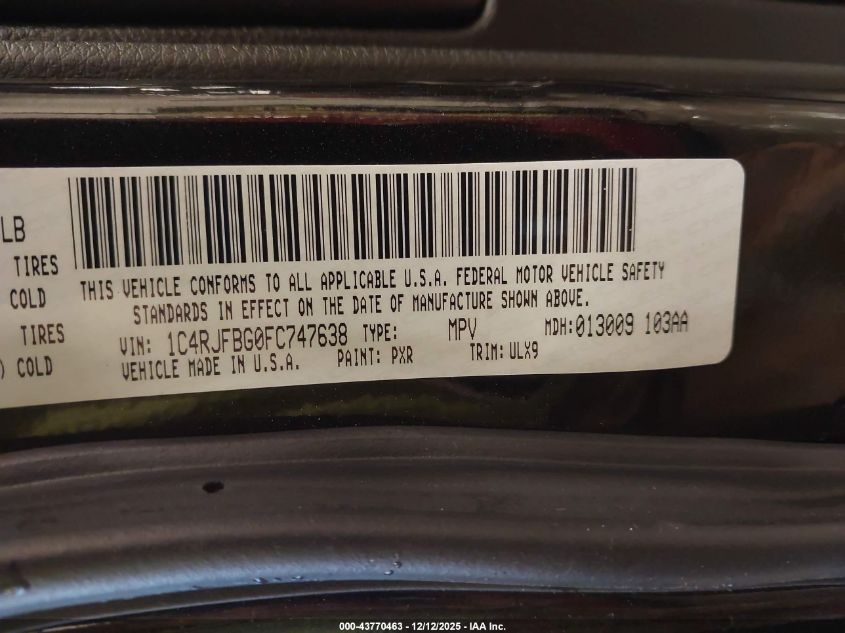 LB
TIRES
COLD
TIRES
) COLD
THIS VEHICLE CONFORMS TO ALL APPLICABLE U.S.A. FEDERAL MOTOR VEHICLE SAFETY
STANDARDS IN EFFECT ON THE DATE OF MANUFACTURE SHOWN ABOVE.
VIN: 1C4RJFBG0FC747638 TYPE: MPV MDH:013009 103AA
VEHICLE MADE IN U.S.A. PAINT: PXR TRIM: ULX9
000-43770463 - 12/12/2025 - IAA Inc.